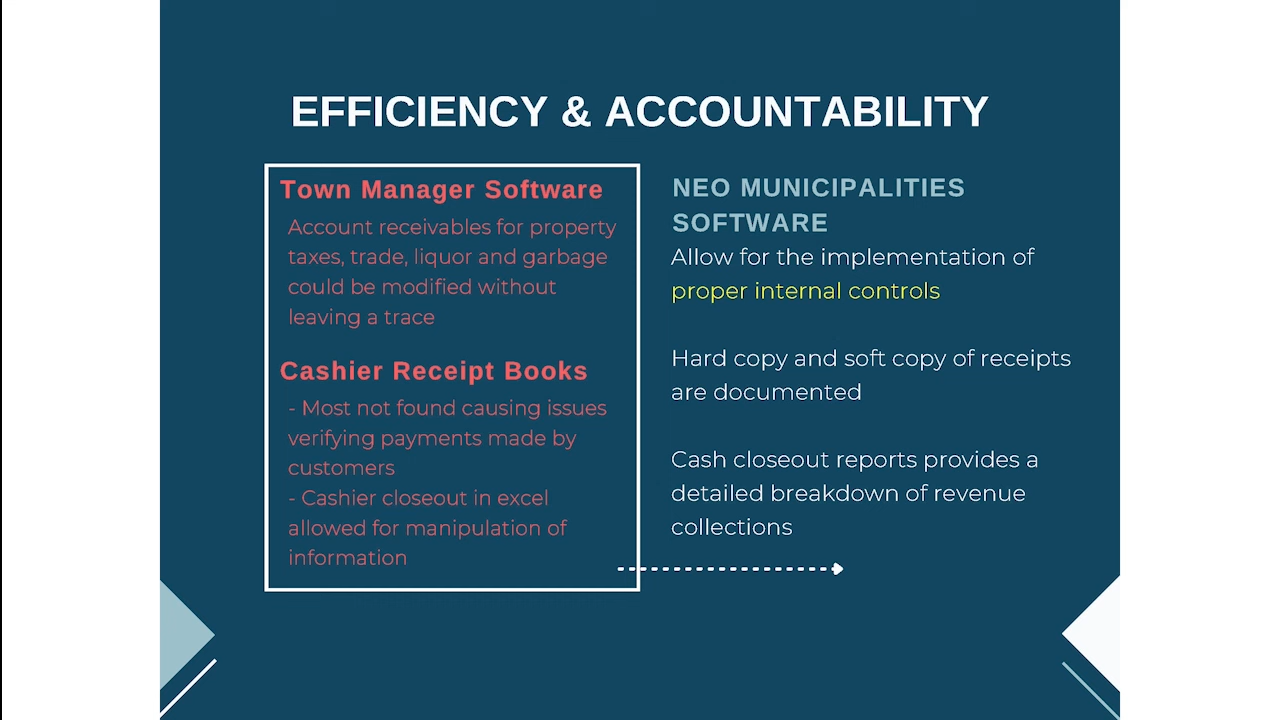 EFFICIENCY & ACCOUNTABILITY
Town Manager Software
Account receivables for property
taxes, trade, liquor and garbage
could be modified without
leaving a trace
Cashier Receipt Books
- Most not found causing issues
verifying payments made by
customers
- Cashier closeout in excel
allowed for manipulation of
information
NEO MUNICIPALITIES
SOFTWARE
Allow for the implementation of
proper internal controls
Hard copy and soft copy of receipts
are documented
Cash closeout reports provides a
detailed breakdown of revenue
collections